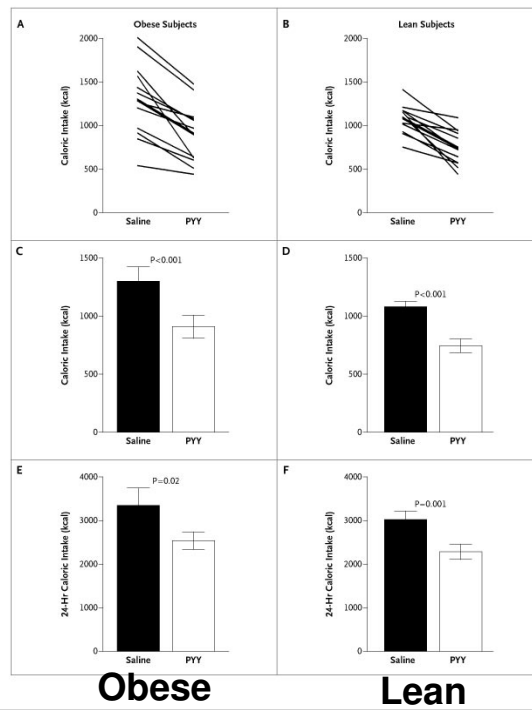 A
Obese Subjects
Caloric Intake (kcal)
2000
1500
1000
500
0
Saline PYY
B
Lean Subjects
Caloric Intake (kcal)
2000
1500
1000
500
0
Saline PYY
C
Caloric Intake (kcal)
1500
1000
500
0
P<0.001
Saline PYY
D
Caloric Intake (kcal)
1500
1000
500
0
P<0.001
Saline PYY
E
24-Hr Caloric Intake (kcal)
4000
3000
2000
1000
0
P=0.02
Saline PYY
F
24-Hr Caloric Intake (kcal)
4000
3000
2000
1000
0
P=0.001
Saline PYY
Obese
Lean